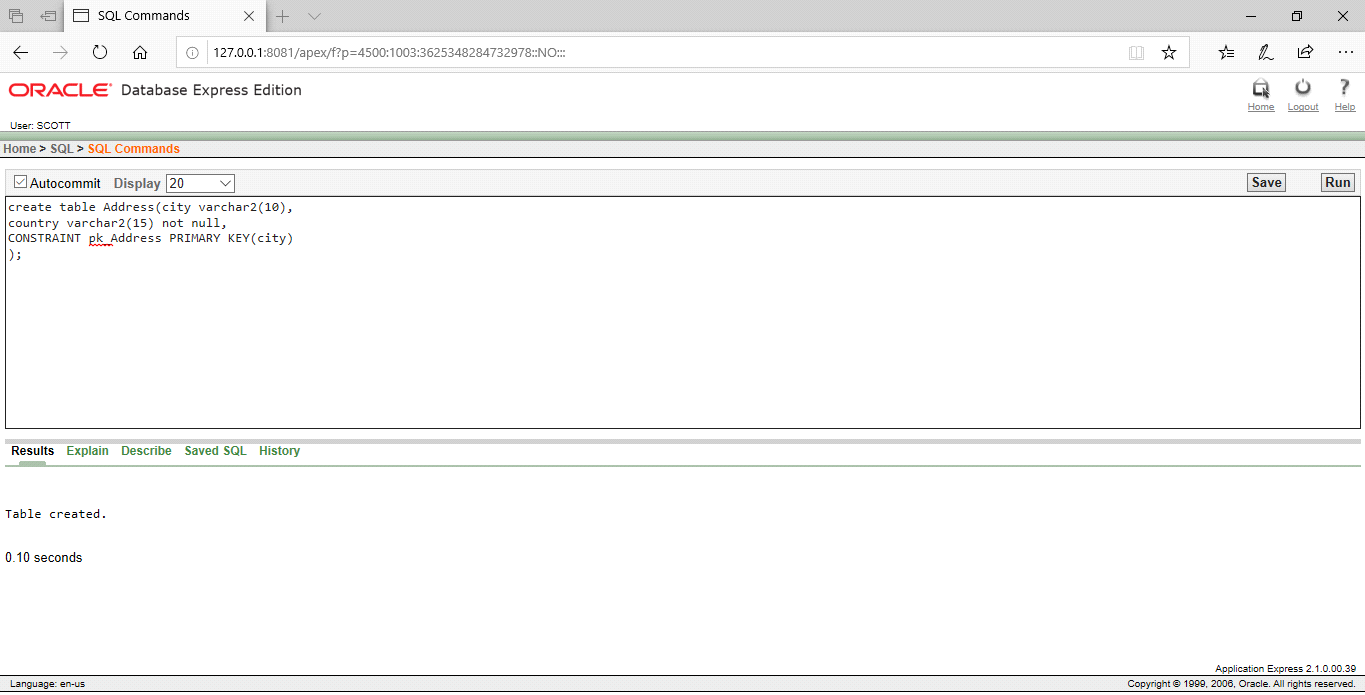 SQL Commands
127.0.0.1:8081/apex/f?p=4500:1003:3625348284732978::NO:::
ORACLE Database Express Edition
Home Logout Help
User: SCOTT
Home > SQL > SQL Commands
Autocommit Display 20 Save Run
create table Address(city varchar2(10),
country varchar2(15) not null,
CONSTRAINT pk_Address PRIMARY KEY(city)
);
Results Explain Describe Saved SQL History
Table created.
0.10 seconds
Application Express 2.1.0.00.39
Language: en-us Copyright © 1999, 2006, Oracle. All rights reserved.